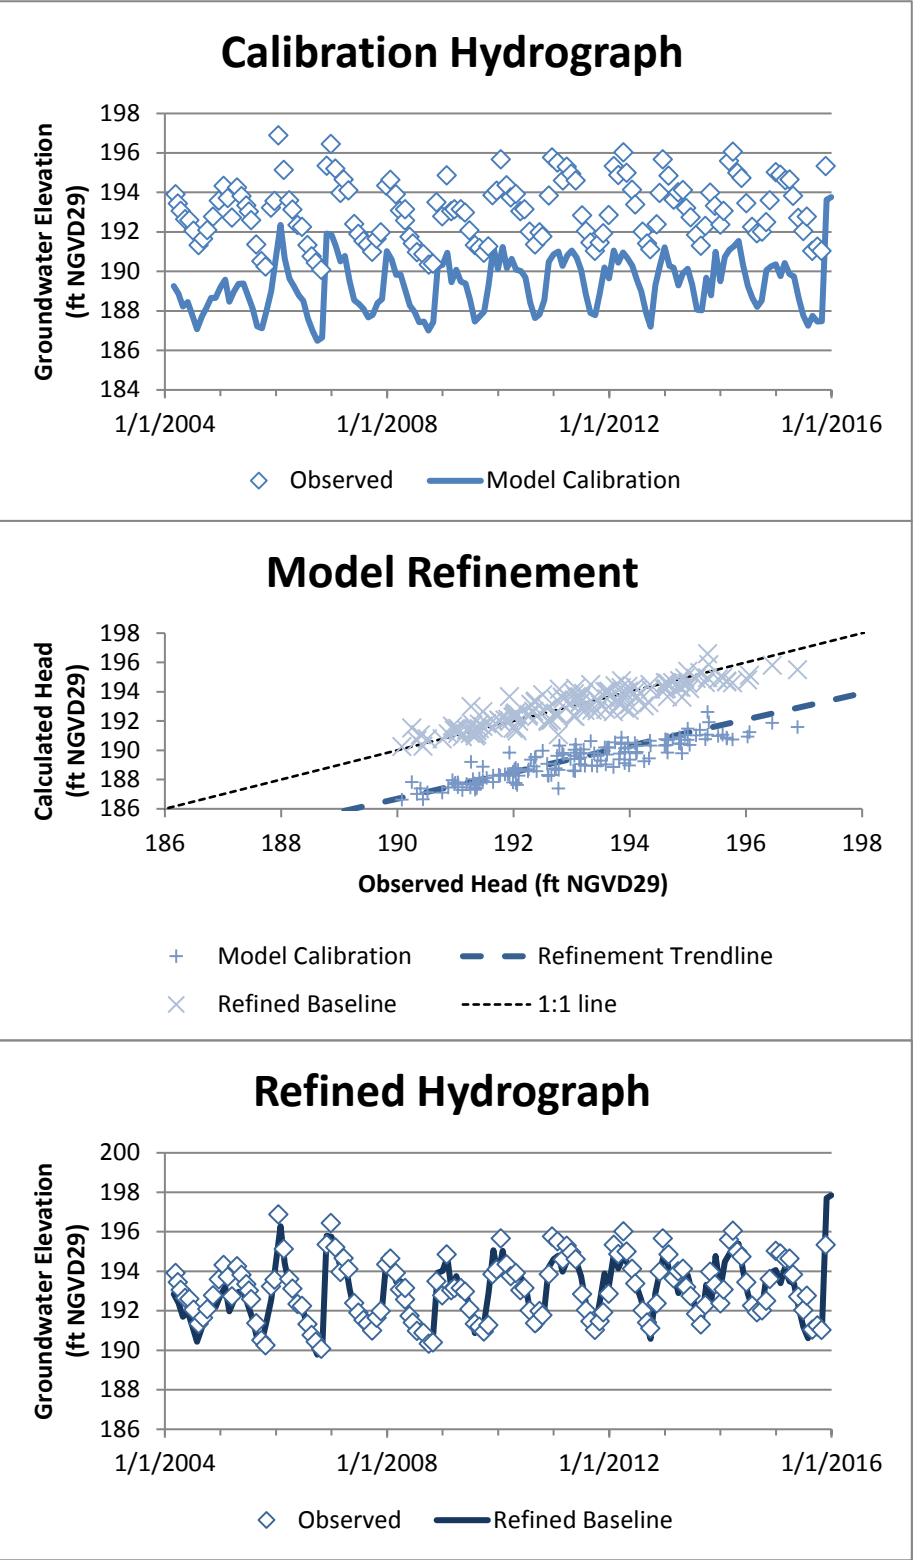 Calibration Hydrograph
Groundwater Elevation
(ft NGVD29)
198
196
194
192
190
188
186
184
1/1/2004 1/1/2008 1/1/2012 1/1/2016
Observed Model Calibration
Model Refinement
Calculated Head
(ft NGVD29)
198
196
194
192
190
188
186
186 188 190 192 194 196 198
Observed Head (ft NGVD29)
Model Calibration Refinement Trendline
Refined Baseline 1:1 line
Refined Hydrograph
Groundwater Elevation
(ft NGVD29)
200
198
196
194
192
190
188
186
1/1/2004 1/1/2008 1/1/2012 1/1/2016
Observed Refined Baseline